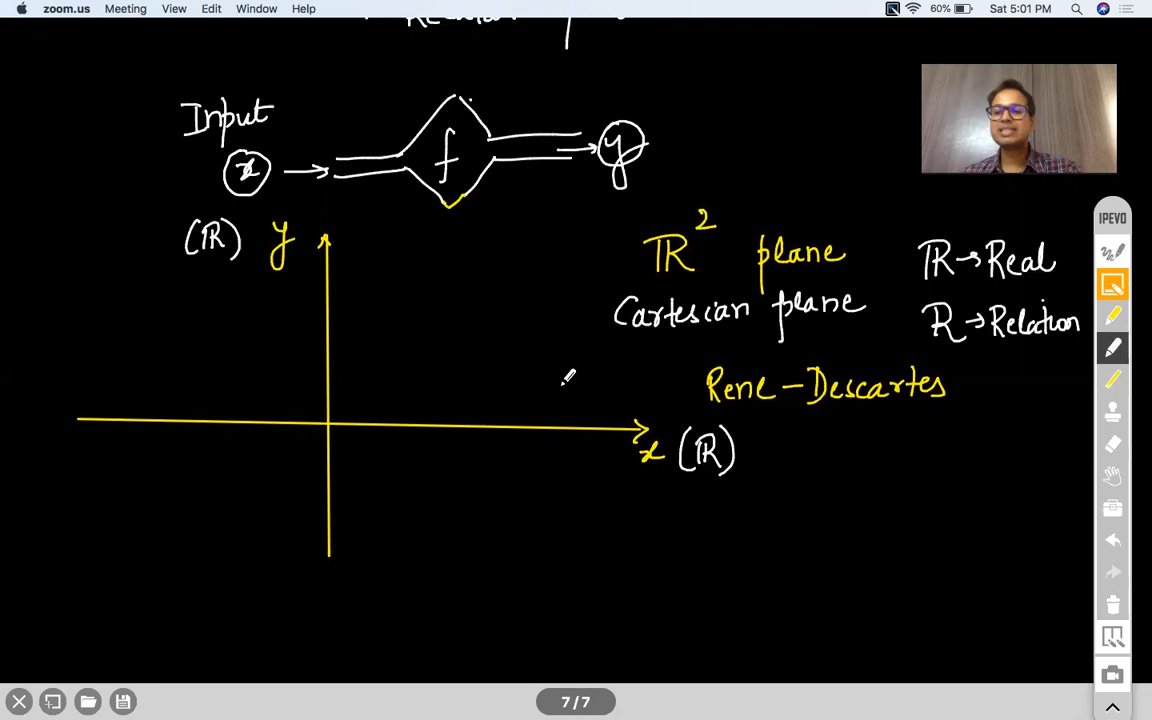 zoom.us Meeting View Edit Window Help 60% Sat 5:01 PM
Input
x f y
(ℝ) y
ℝ² plane
Cartesian plane
ℝ→Real
R→Relation
Rene-Descartes
x (ℝ)
IPEVO
7/7